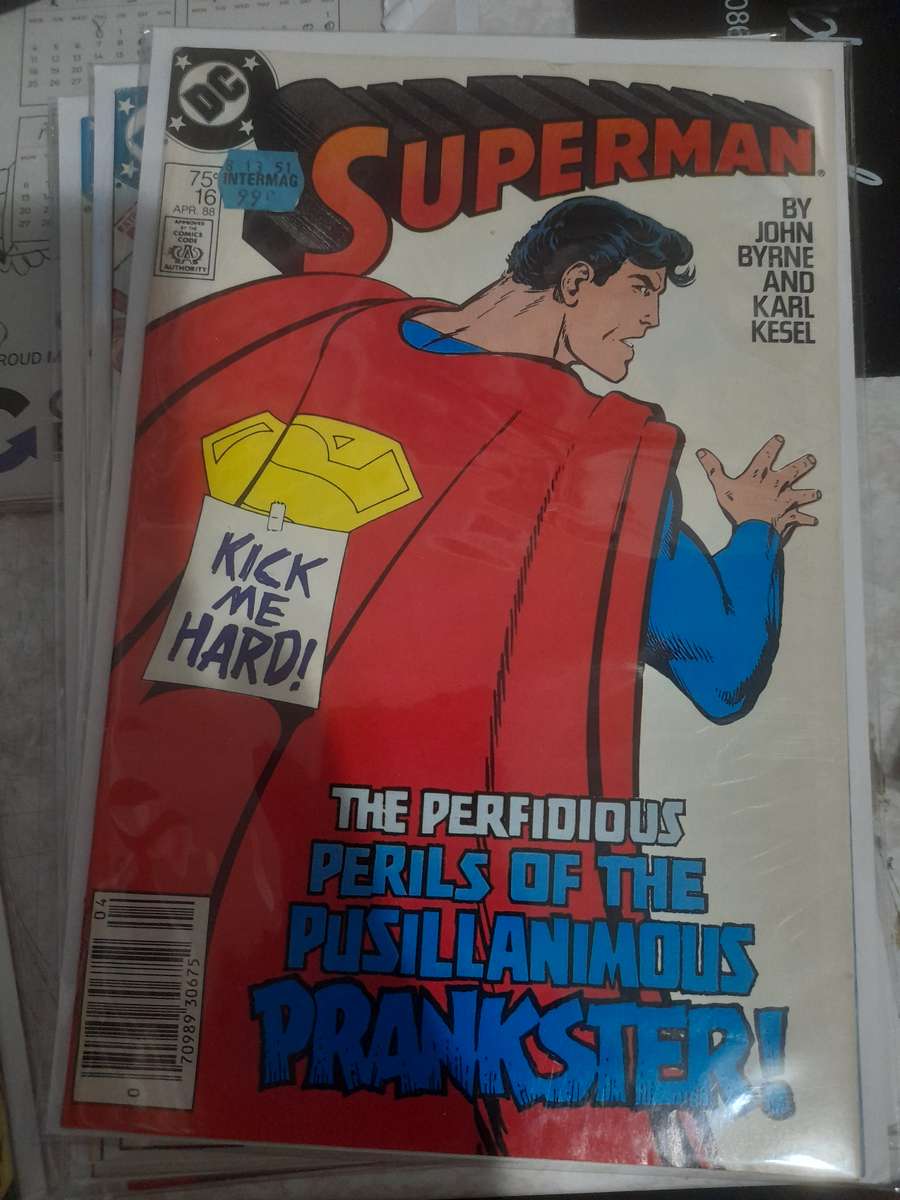 DC
SUPERMAN®
75¢
16
APR. 88
INTERMAG
99¢
APPROVED
BY THE
COMICS
CODE
AUTHORITY
BY
JOHN
BYRNE
AND
KARL
KESEL
KICK
ME
HARD!
THE PERFIDIOUS
PERILS OF THE
PUSILLANIMOUS
PRANKSTER!
04
70989 30675
0